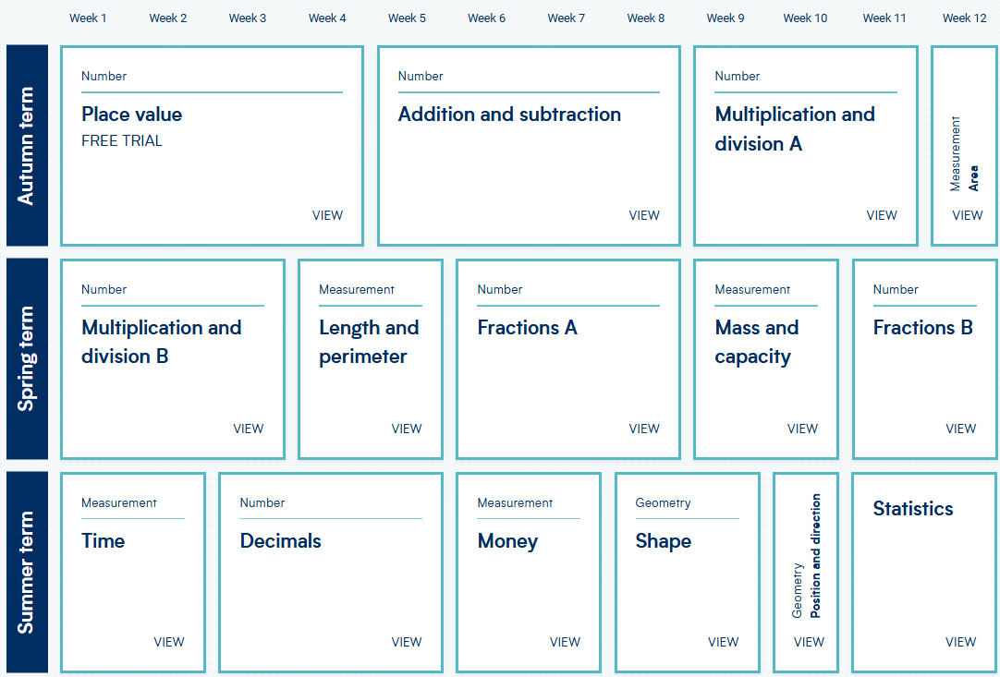 Week 1
Week 2
Week 3
Week 4
Week 5
Week 6
Week 7
Week 8
Week 9
Week 10
Week 11
Week 12
Autumn term
Number
Place value
FREE TRIAL
VIEW
Number
Addition and subtraction
VIEW
Number
Multiplication and
division A
VIEW
Measurement
Area
VIEW
Spring term
Number
Multiplication and
division B
VIEW
Measurement
Length and
perimeter
VIEW
Number
Fractions A
VIEW
Measurement
Mass and
capacity
VIEW
Number
Fractions B
VIEW
Summer term
Measurement
Time
VIEW
Number
Decimals
VIEW
Measurement
Money
VIEW
Geometry
Shape
VIEW
Geometry
Position and direction
VIEW
Statistics
VIEW